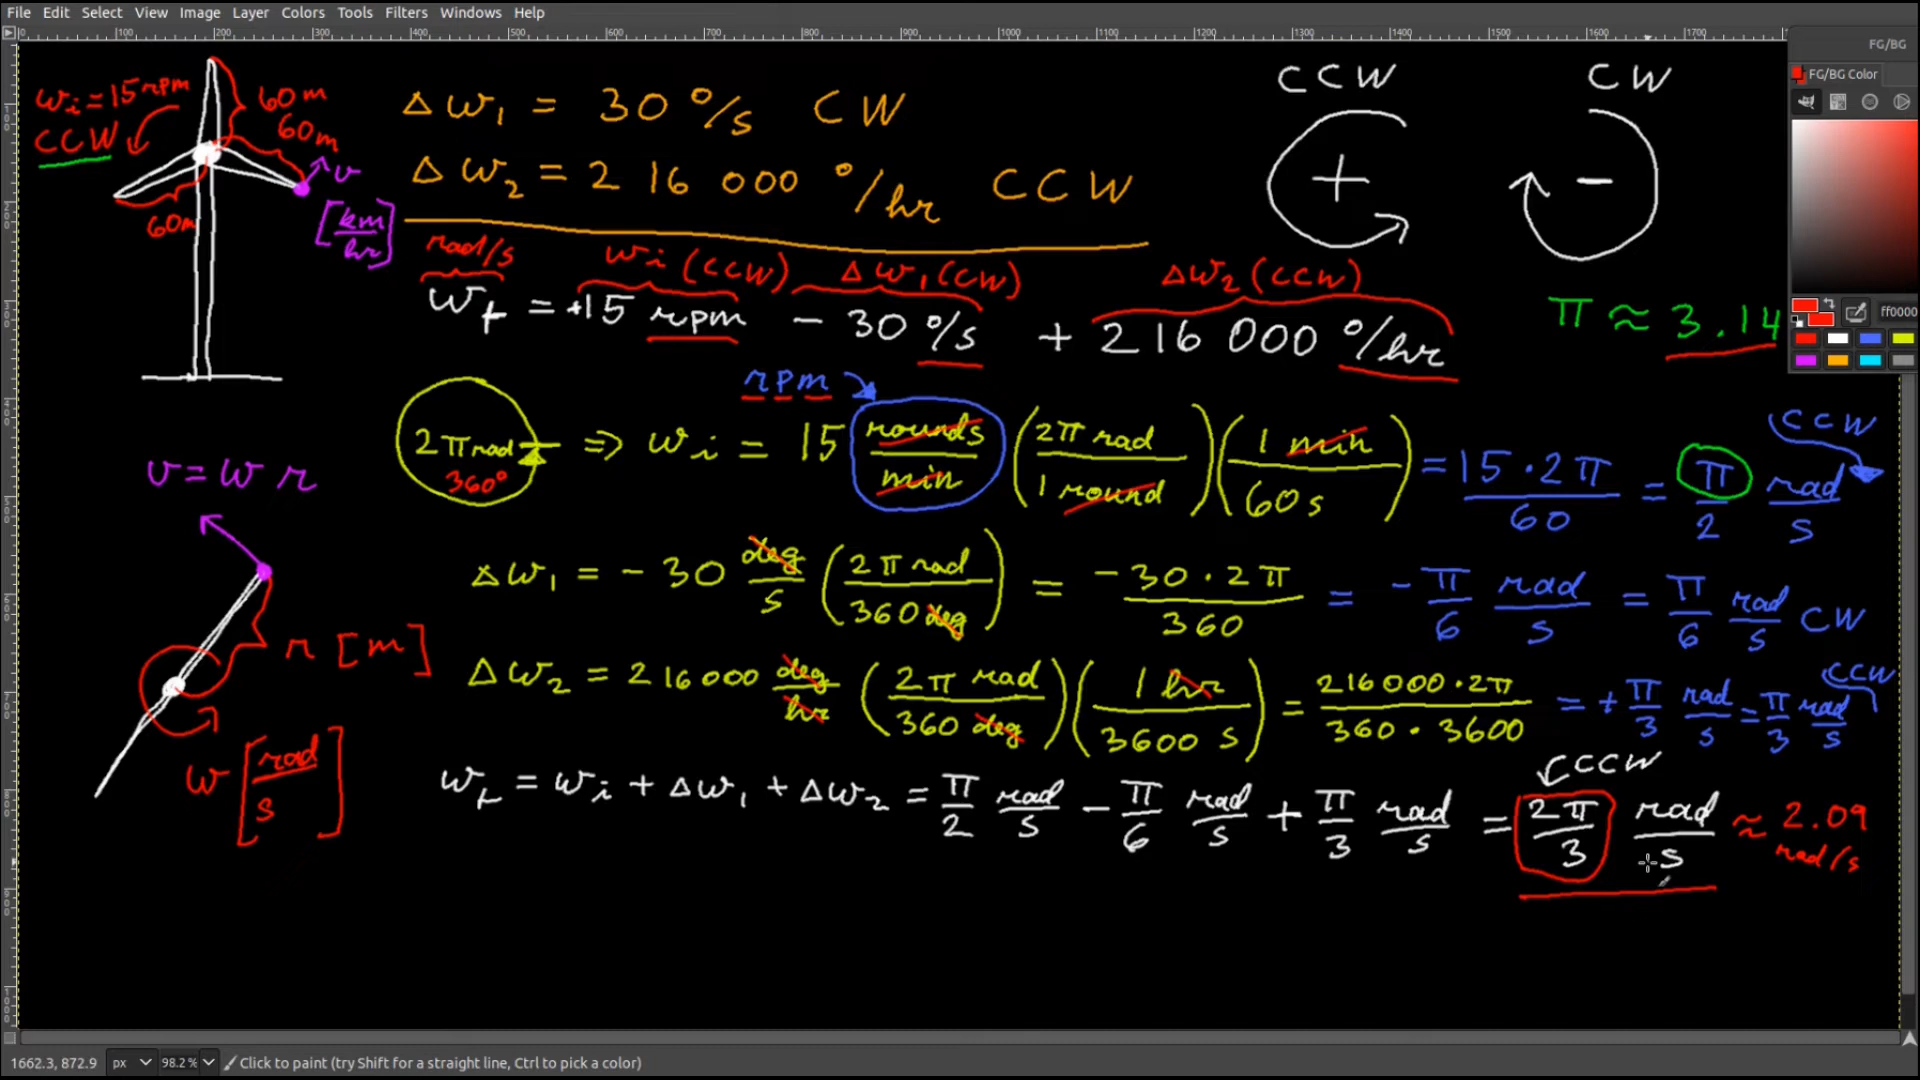 File Edit Select View Image Layer Colors Tools Filters Windows Help
FG/BG
FG/BG Color
ff0000
ωi = 15 rpm
CCW
60 m
60 m
60 m
v
[km/hr]
Δω₁ = 30 °/s CW
Δω₂ = 216 000 °/hr CCW
CCW
+
CW
-
rad/s ωi (CCW) Δω₁ (CW) Δω₂ (CCW)
ωf = +15 rpm - 30 °/s + 216 000 °/hr
π ≈ 3.14
rpm
2π rad
360°
⇒ ωi = 15 rounds/min (2π rad/1 round)(1 min/60 s) = 15·2π/60 = π/2 rad/s
CCW
v = ω r
Δω₁ = -30 deg/s (2π rad/360 deg) = -30·2π/360 = -π/6 rad/s = π/6 rad/s CW
r [m]
Δω₂ = 216000 deg/hr (2π rad/360 deg)(1 hr/3600 s) = 216000·2π/360·3600 = +π/3 rad/s = π/3 rad/s
CCW
ω [rad/s]
ωf = ωi + Δω₁ + Δω₂ = π/2 rad/s - π/6 rad/s + π/3 rad/s = 2π/3 rad/s ≈ 2.09 rad/s
CCW
1662.3, 872.9 px 98.2% Click to paint (try Shift for a straight line, Ctrl to pick a color)